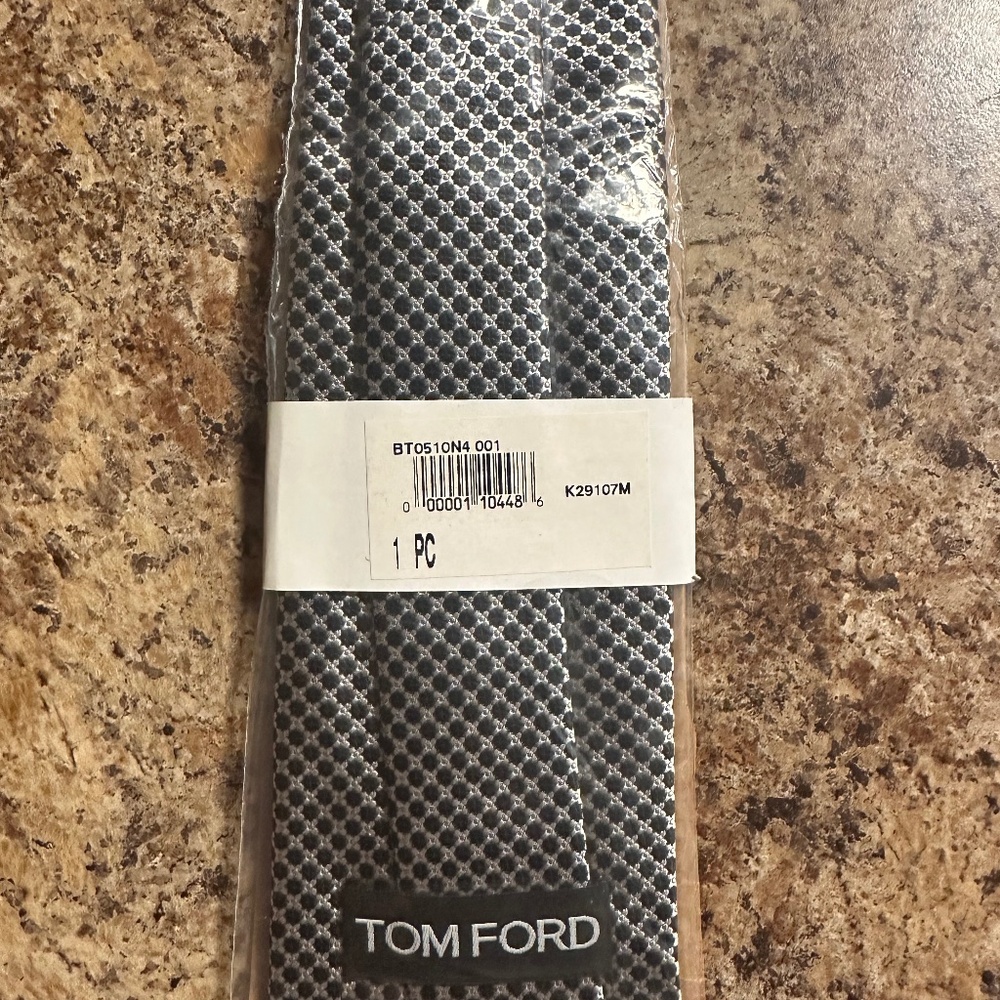 BT0510N4 001
0 00001 10448 6
K29107M
1 PC
TOM FORD